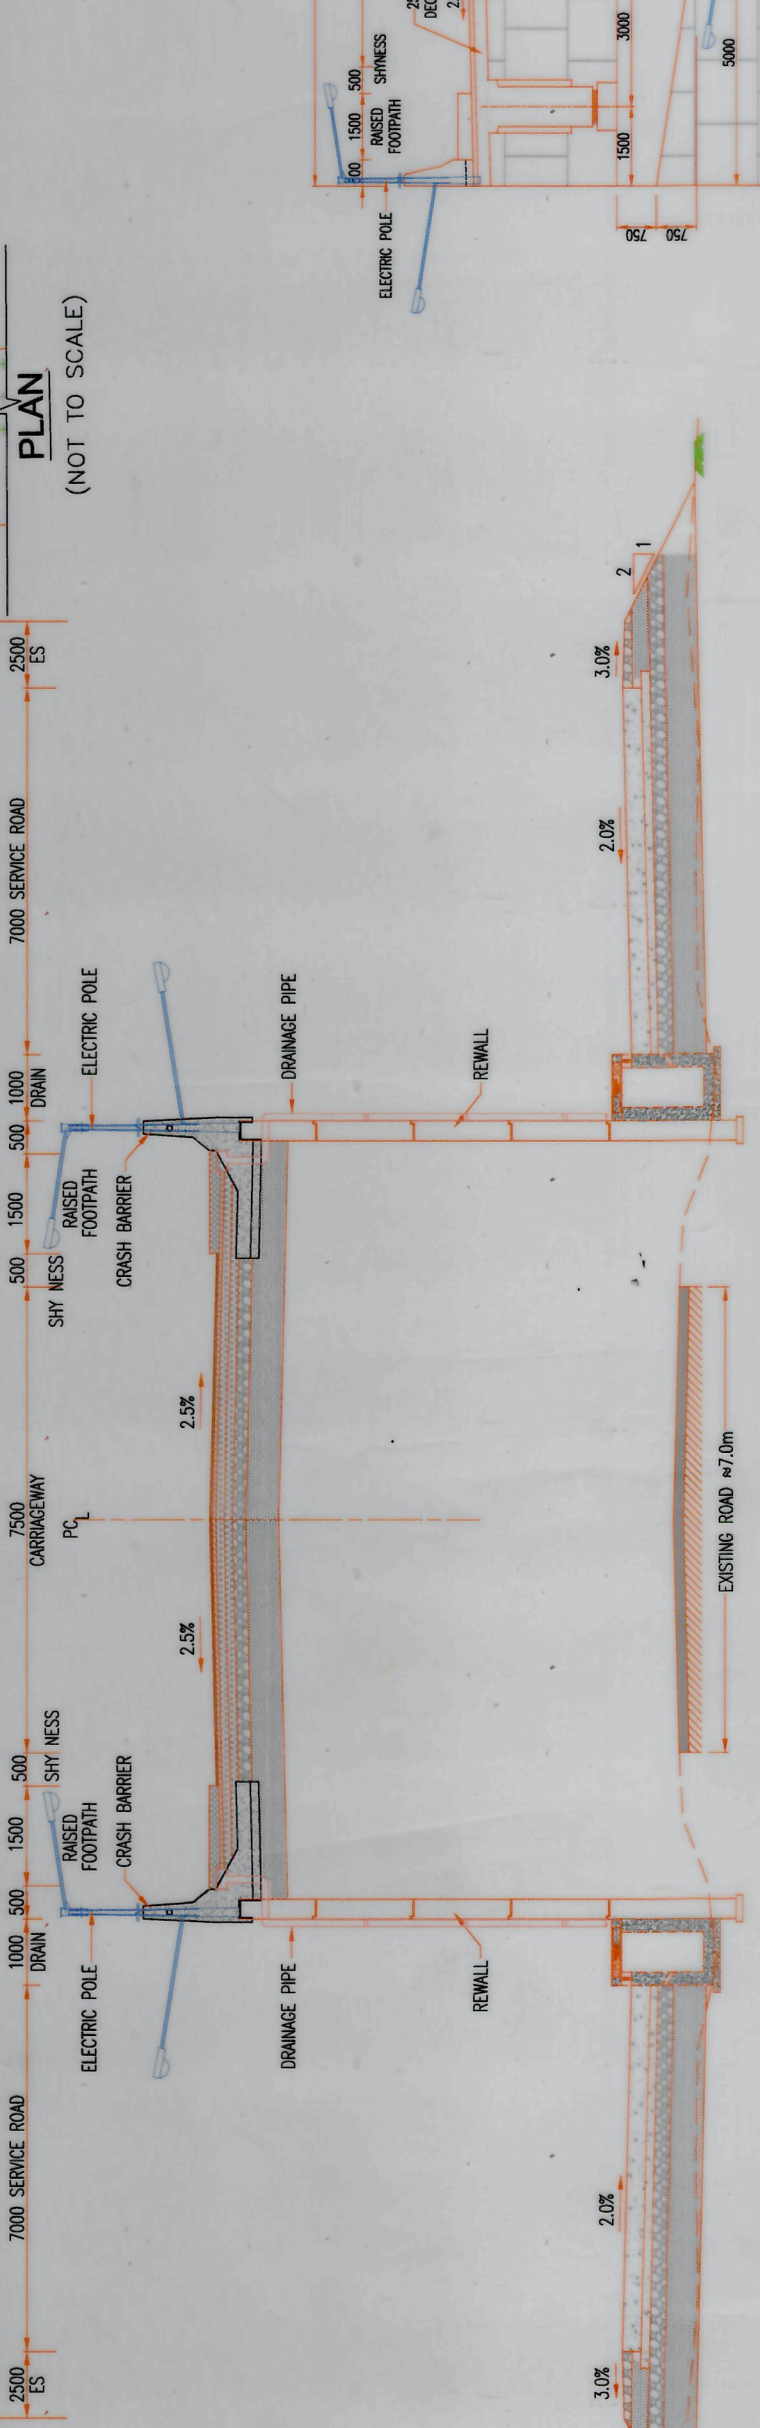 2500
ES
7000 SERVICE ROAD
1000
DRAIN
500
1500
500
7500
CARRIAGEWAY
500
1500
500
1000
DRAIN
7000 SERVICE ROAD
2500
ES
RAISED
FOOTPATH
SHY NESS
PCL
SHY NESS
RAISED
FOOTPATH
ELECTRIC POLE
CRASH BARRIER
CRASH BARRIER
ELECTRIC POLE
2.5%
2.5%
DRAINAGE PIPE
DRAINAGE PIPE
REWALL
REWALL
3.0%
2.0%
2.0%
3.0%
2
1
EXISTING ROAD ≈7.0m
PLAN
(NOT TO SCALE)
1500
500
RAISED
FOOTPATH
SHYNESS
ELECTRIC POLE
1500
3000
750
750
5000